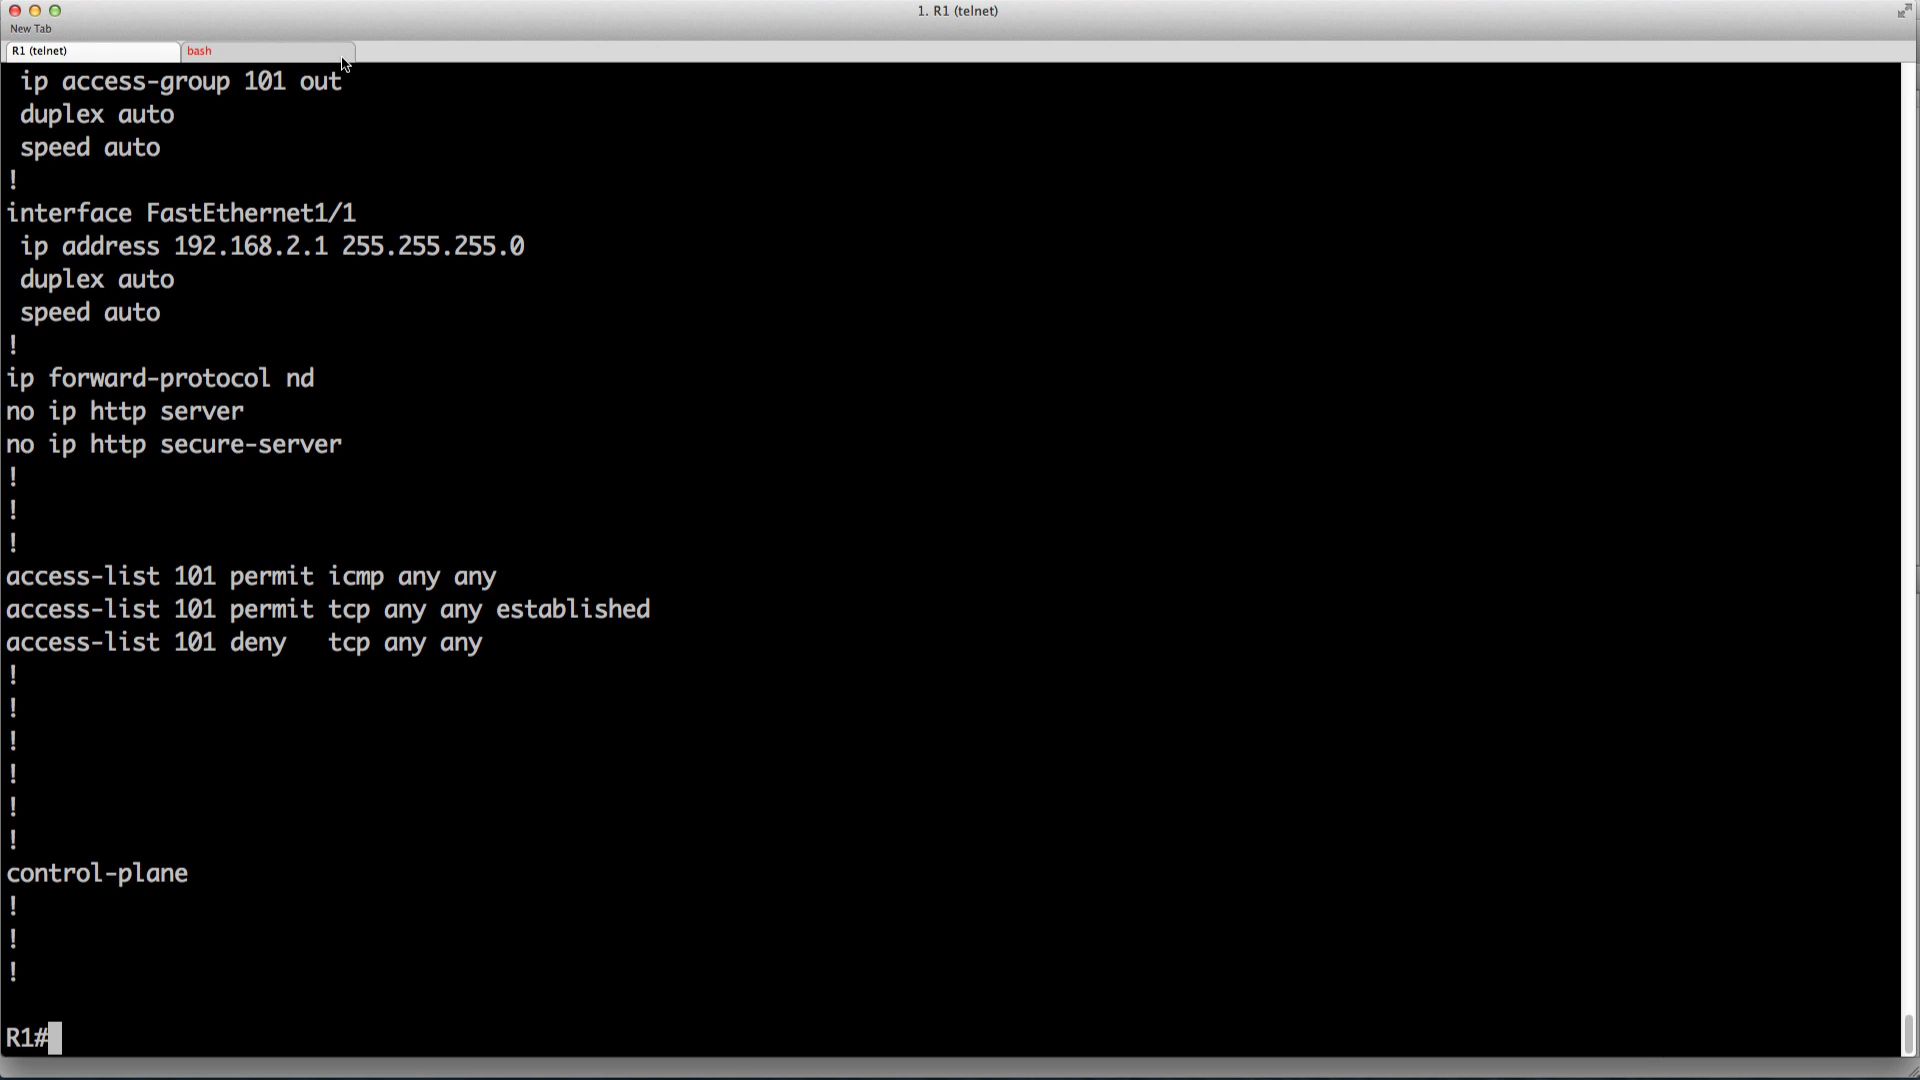 1. R1 (telnet)
New Tab
R1 (telnet)
bash
ip access-group 101 out
duplex auto
speed auto
!
interface FastEthernet1/1
ip address 192.168.2.1 255.255.255.0
duplex auto
speed auto
!
ip forward-protocol nd
no ip http server
no ip http secure-server
!
!
!
access-list 101 permit icmp any any
access-list 101 permit tcp any any established
access-list 101 deny   tcp any any
!
!
!
!
!
!
control-plane
!
!
!
R1#